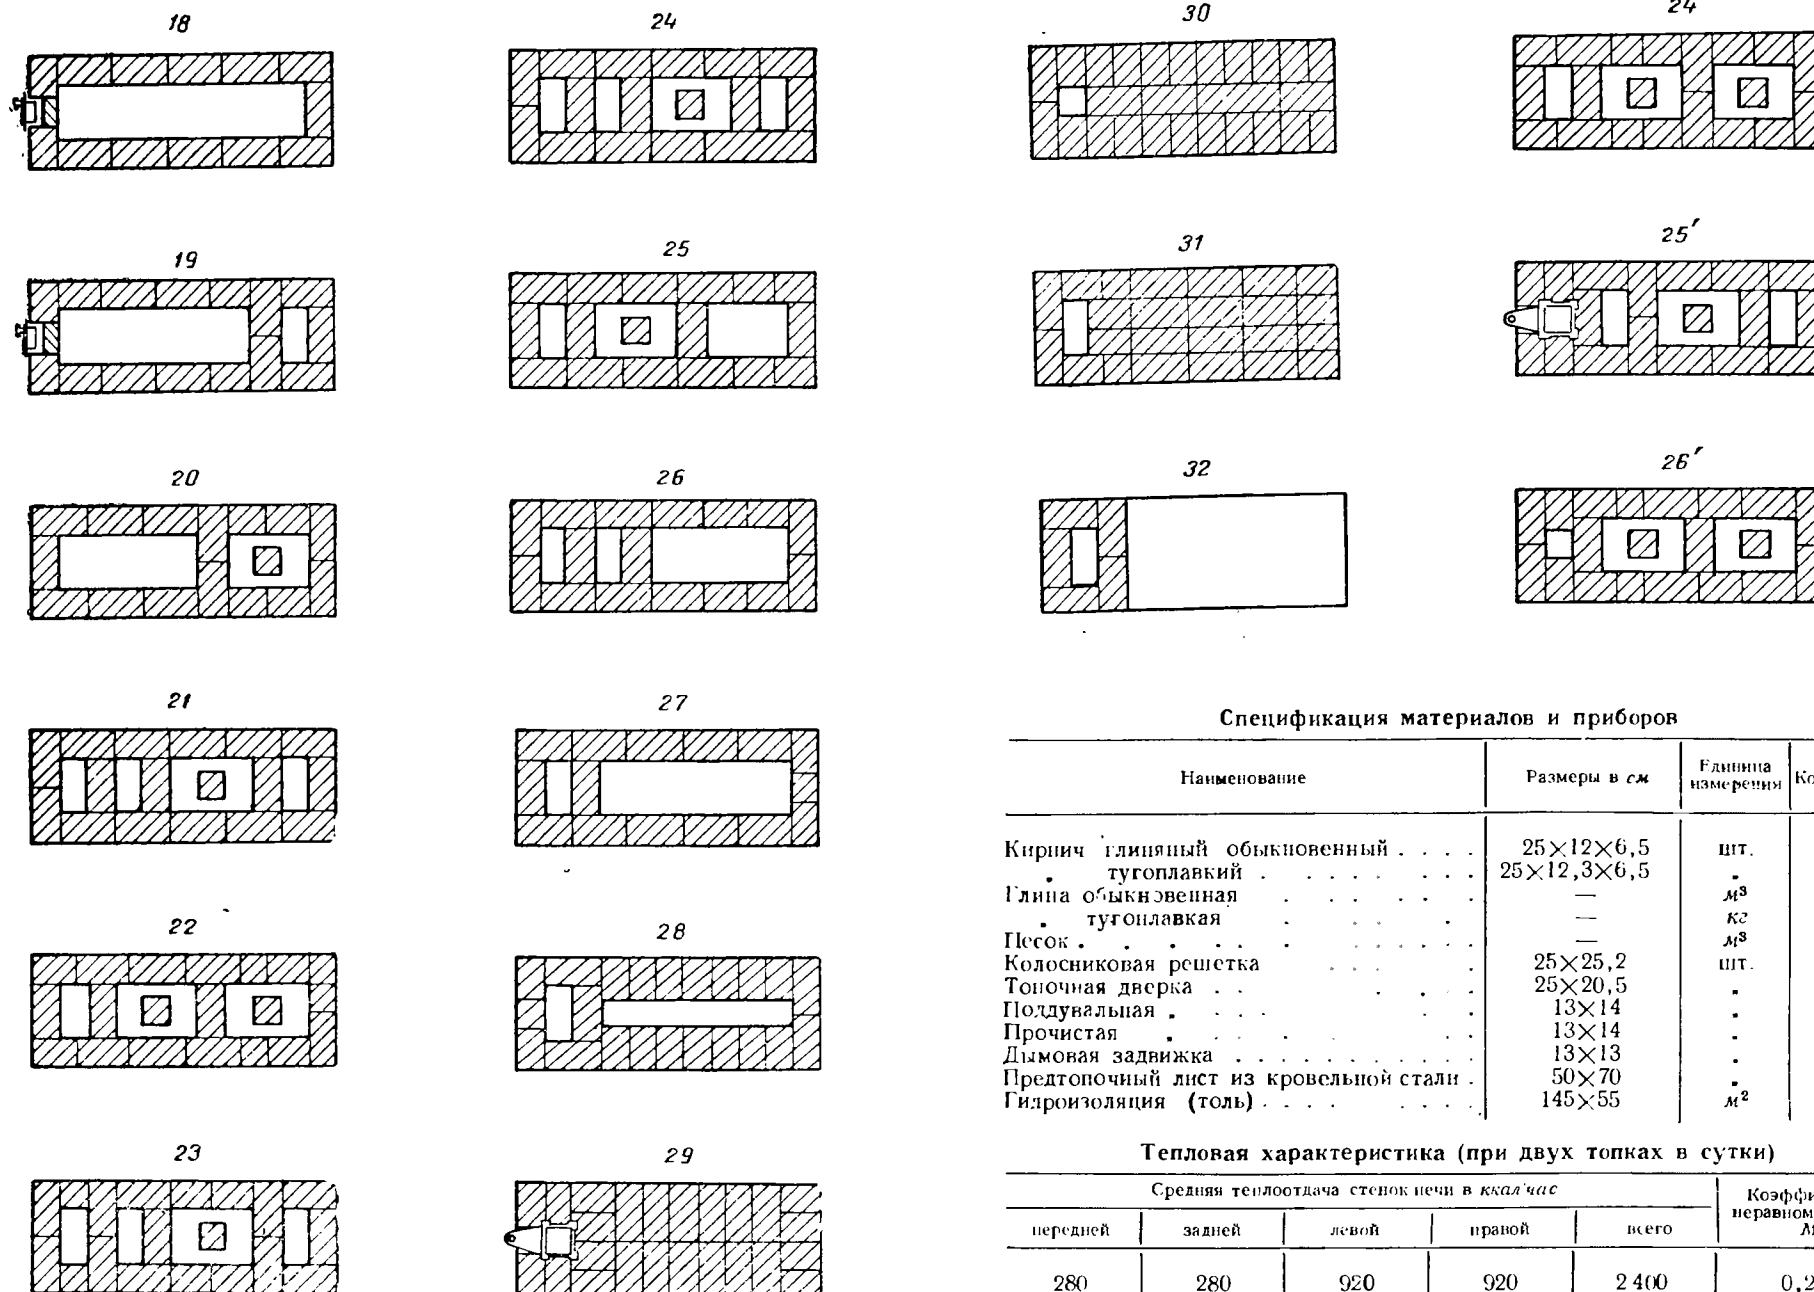 18
24
30
24
19
25
31
25′
20
26
32
26′
21
27
22
28
23
29
Спецификация материалов и приборов
Наименование
Размеры в см
Единица
измерения
Кирпич глиняный обыкновенный . . . . 25×12×6,5 шт.
„ тугоплавкий . . . . . . . 25×12,3×6,5 „
Глина обыкновенная . . . . . — м³
„ тугоплавкая . . . — кг
Песок . . . . . . . . . . . . — м³
Колосниковая решетка . . . . 25×25,2 шт.
Топочная дверка . . . . . . 25×20,5 „
Поддувальная „ . . . . . 13×14 „
Прочистая „ . . . . 13×14 „
Дымовая задвижка . . . . . . . . . . . 13×13 „
Предтопочный лист из кровельной стали . 50×70 „
Гидроизоляция (толь) . . . . . . . . 145×55 м²
Тепловая характеристика (при двух топках в сутки)
Средняя теплоотдача стенок печи в ккал/час
передней
задней
левой
правой
всего
280 280 920 920 2 400 0,2